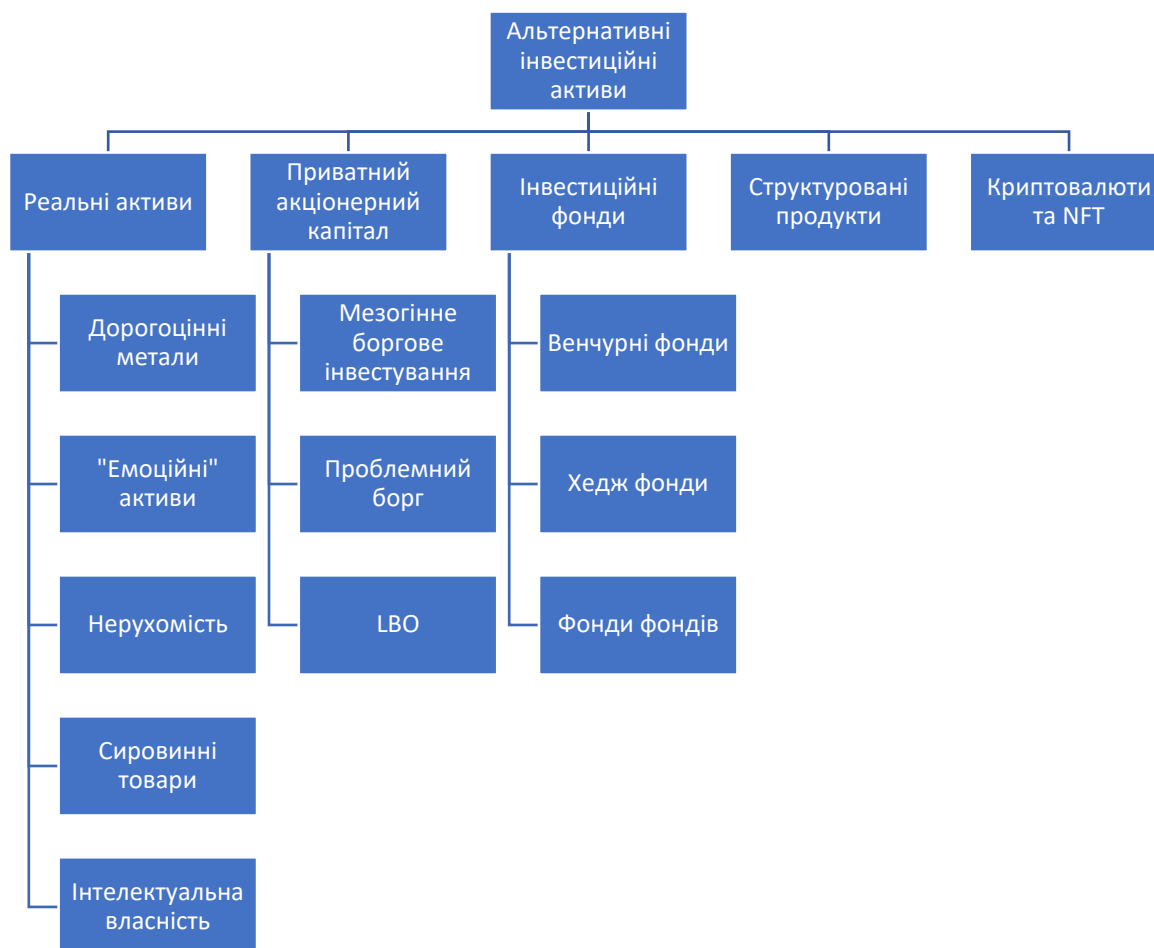 Альтернативні
інвестиційні
активи
Реальні активи
Приватний
акціонерний
капітал
Інвестиційні
фонди
Структуровані
продукти
Криптовалюти
та NFT
Дорогоцінні
метали
"Емоційні"
активи
Нерухомість
Сировинні
товари
Інтелектуальна
власність
Мезогінне
боргове
інвестування
Проблемний
борг
LBO
Венчурні фонди
Хедж фонди
Фонди фондів